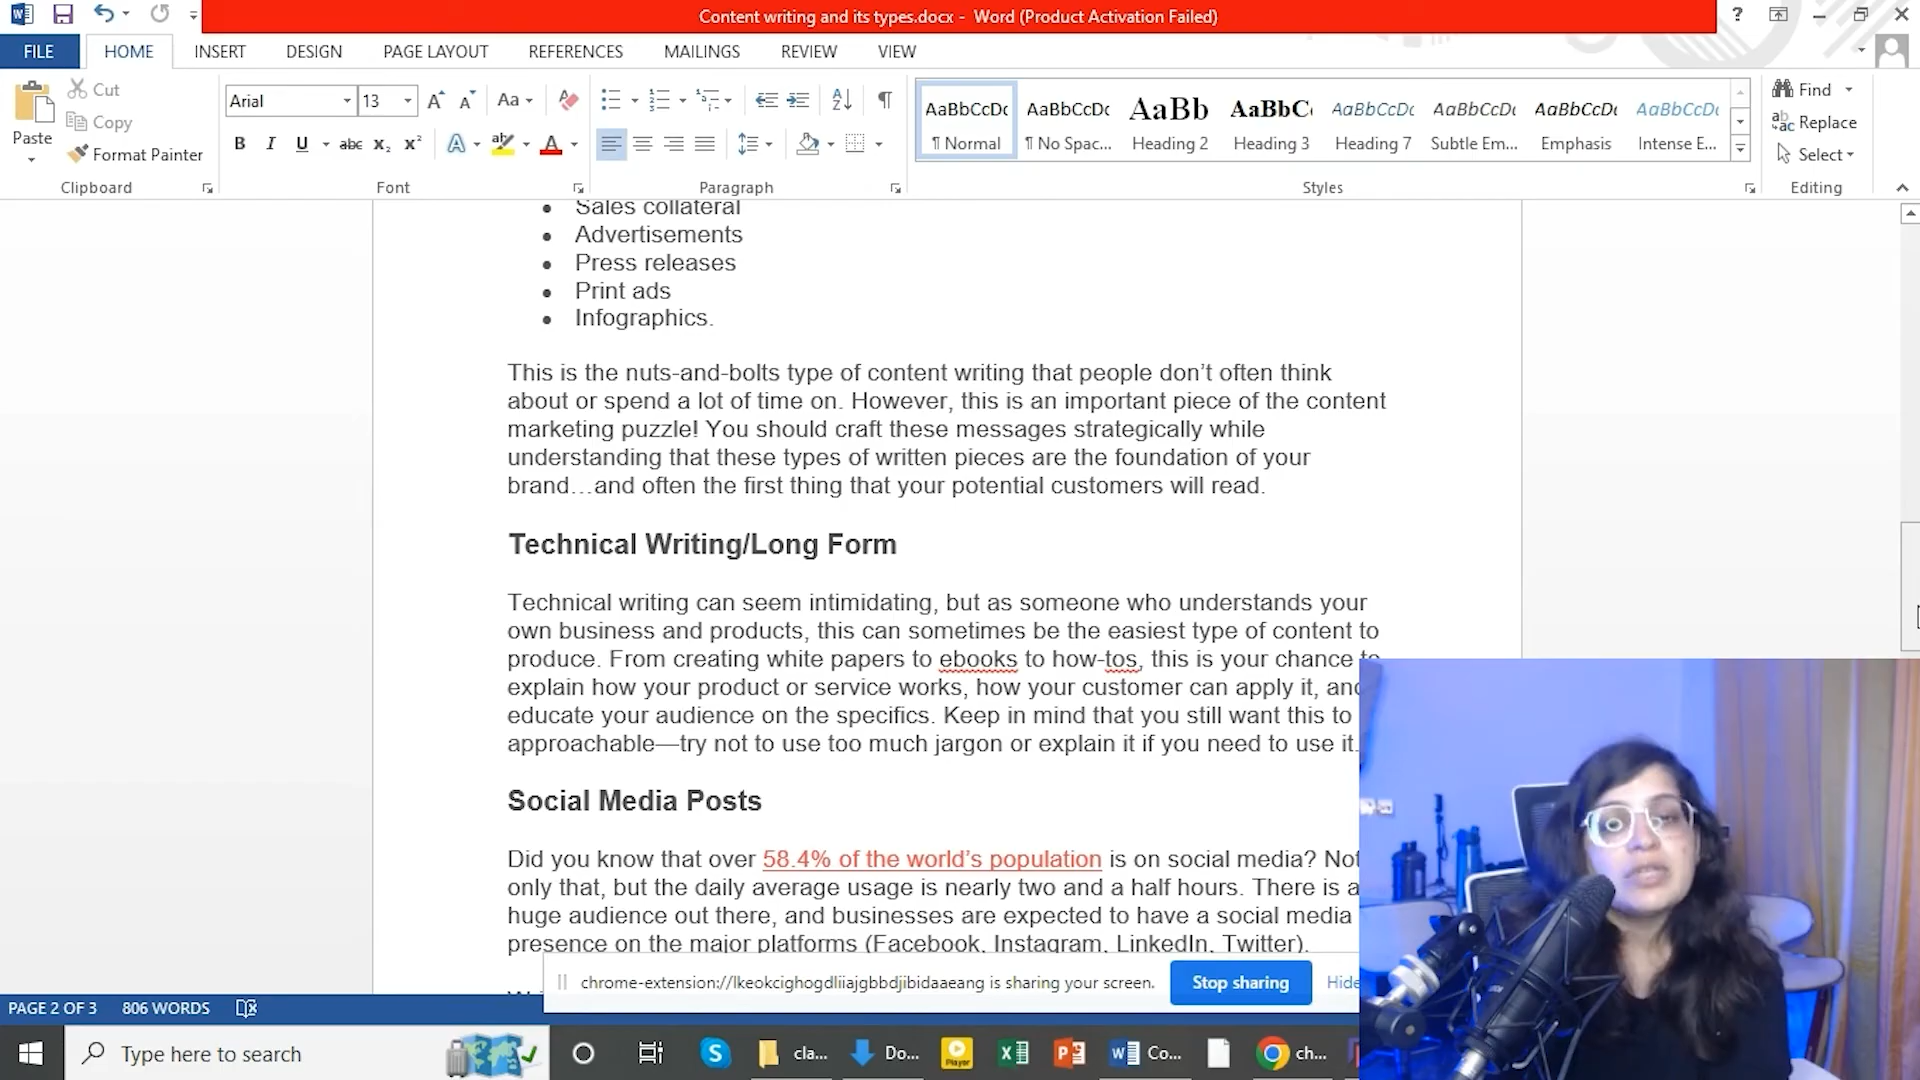 Content writing and its types.docx - Word (Product Activation Failed)
?
FILE HOME INSERT DESIGN PAGE LAYOUT REFERENCES MAILINGS REVIEW VIEW
Paste
Cut
Copy
Format Painter
Clipboard
Arial 13
Aa
B I U abc x₂ x²
Font
Paragraph
AaBbCcDc AaBbCcDc AaBb AaBbC AaBbCcDc AaBbCcDc AaBbCcDc AaBbCcDc
¶ Normal ¶ No Spac... Heading 2 Heading 3 Heading 7 Subtle Em... Emphasis Intense E...
Styles
Find
Replace
Select
Editing
Sales collateral
Advertisements
Press releases
Print ads
Infographics.
This is the nuts-and-bolts type of content writing that people don’t often think
about or spend a lot of time on. However, this is an important piece of the content
marketing puzzle! You should craft these messages strategically while
understanding that these types of written pieces are the foundation of your
brand…and often the first thing that your potential customers will read.
Technical Writing/Long Form
Technical writing can seem intimidating, but as someone who understands your
own business and products, this can sometimes be the easiest type of content to
produce. From creating white papers to ebooks to how-tos, this is your chance to
explain how your product or service works, how your customer can apply it, and
educate your audience on the specifics. Keep in mind that you still want this to
approachable—try not to use too much jargon or explain it if you need to use it.
Social Media Posts
Did you know that over 58.4% of the world’s population is on social media? Not
only that, but the daily average usage is nearly two and a half hours. There is a
huge audience out there, and businesses are expected to have a social media
presence on the major platforms (Facebook, Instagram, LinkedIn, Twitter).
chrome-extension://lkeokcighogdliiajgbbdjibidaaeang is sharing your screen. Stop sharing Hide
PAGE 2 OF 3 806 WORDS
Type here to search
cla... Do... Player Co... ch...